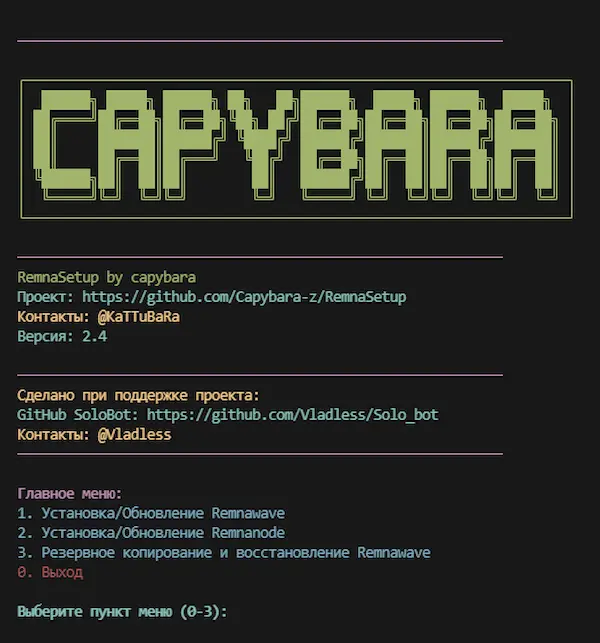 CAPYBARA
RemnaSetup by capybara
Проект: https://github.com/Capybara-z/RemnaSetup
Контакты: @KaTTuBaRa
Версия: 2.4
Сделано при поддержке проекта:
GitHub SoloBot: https://github.com/Vladless/Solo_bot
Контакты: @Vladless
Главное меню:
1. Установка/Обновление Remnawave
2. Установка/Обновление Remnanode
3. Резервное копирование и восстановление Remnawave
0. Выход
Выберите пункт меню (0-3):